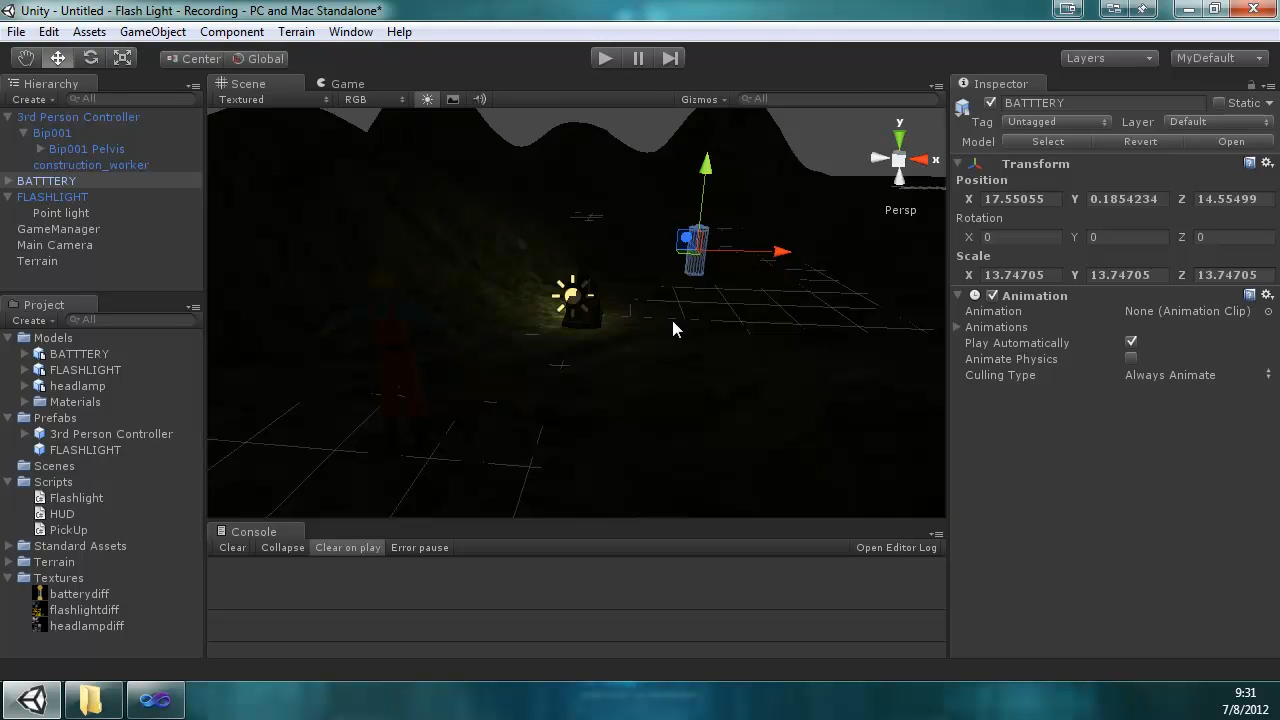 Unity - Untitled - Flash Light - Recording - PC and Mac Standalone*
File Edit Assets GameObject Component Terrain Window Help
Center Global Layers MyDefault
Hierarchy
Create All
3rd Person Controller
Bip001
Bip001 Pelvis
construction_worker
BATTTERY
FLASHLIGHT
Point light
GameManager
Main Camera
Terrain
Project
Create All
Models
BATTTERY
FLASHLIGHT
headlamp
Materials
Prefabs
3rd Person Controller
FLASHLIGHT
Scenes
Scripts
Flashlight
HUD
PickUp
Standard Assets
Terrain
Textures
batterydiff
flashlightdiff
headlampdiff
Scene Game
Textured RGB Gizmos All
y
x
Persp
Console
Clear Collapse Clear on play Error pause Open Editor Log
Inspector
BATTTERY Static
Tag Untagged Layer Default
Model Select Revert Open
Transform
Position
X 17.55055 Y 0.1854234 Z 14.55499
Rotation
X 0 Y 0 Z 0
Scale
X 13.74705 Y 13.74705 Z 13.74705
Animation
Animation None (Animation Clip)
Animations
Play Automatically
Animate Physics
Culling Type Always Animate
9:31
7/8/2012